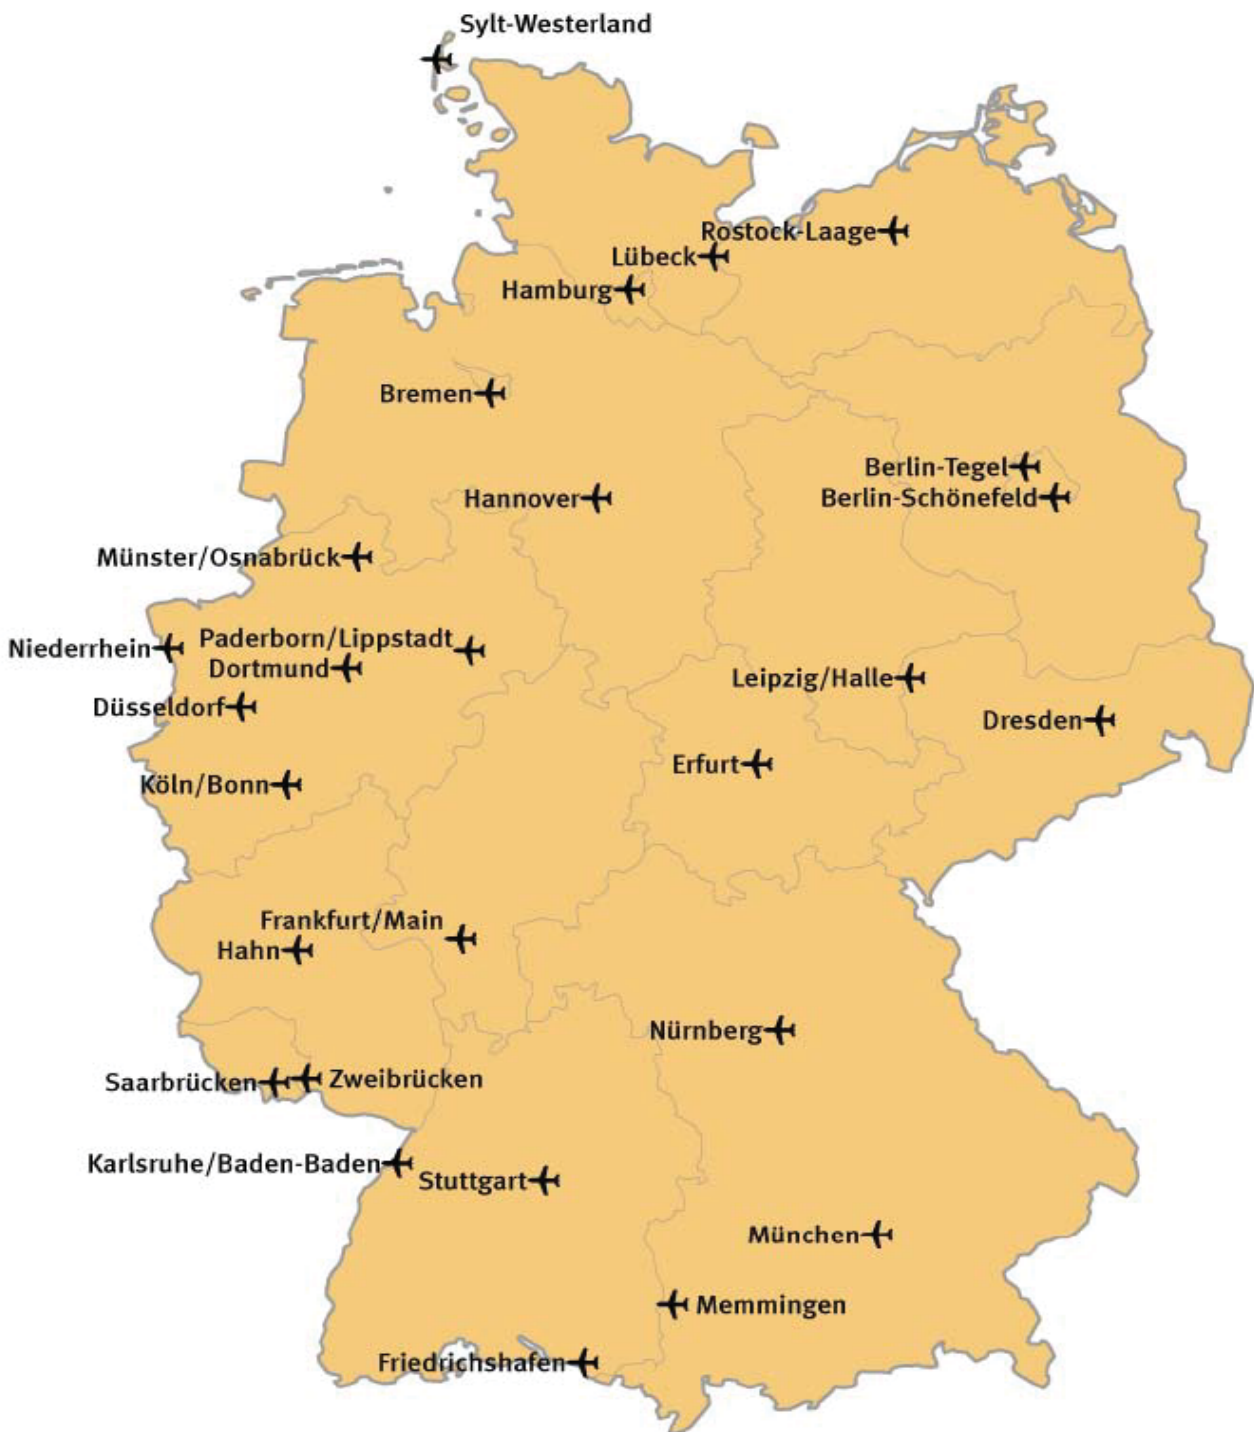 Sylt-Westerland
Rostock-Laage
Lübeck
Hamburg
Bremen
Berlin-Tegel
Hannover
Berlin-Schönefeld
Münster/Osnabrück
Paderborn/Lippstadt
Niederrhein
Dortmund
Leipzig/Halle
Düsseldorf
Dresden
Erfurt
Köln/Bonn
Frankfurt/Main
Hahn
Nürnberg
Saarbrücken
Zweibrücken
Karlsruhe/Baden-Baden
Stuttgart
München
Memmingen
Friedrichshafen